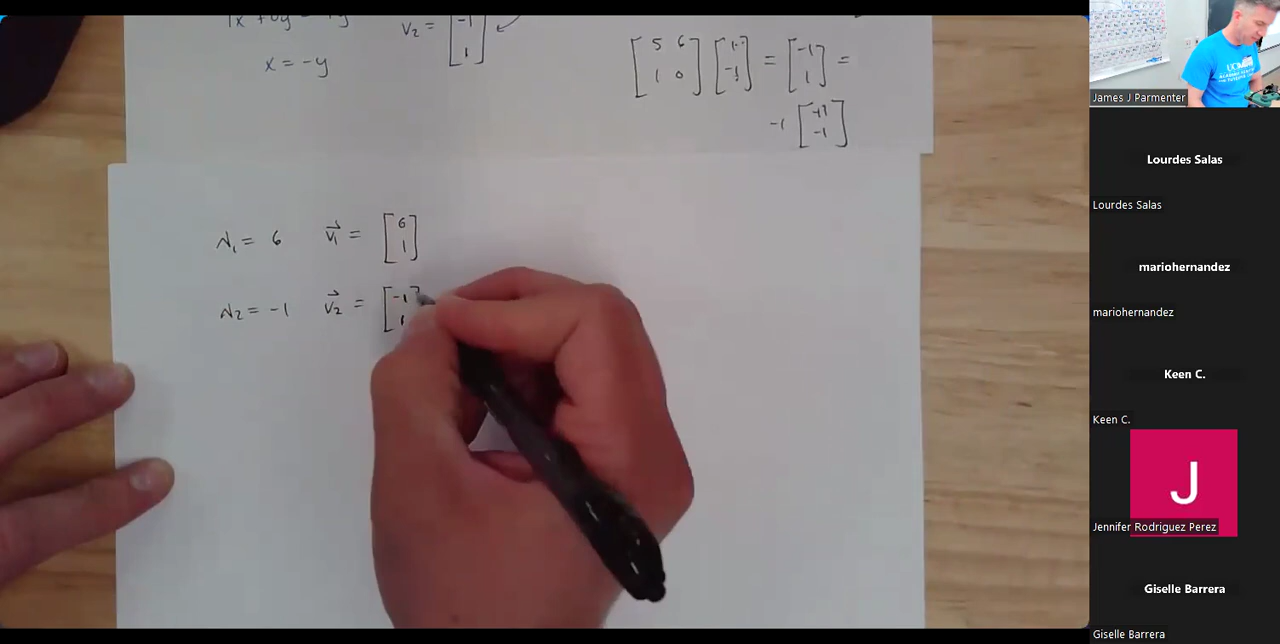 v₂ = [-1
1]
x = -y
[5 6
1 0] [1
-1] = [-1
1] =
-1 [+1
-1]
λ₁ = 6 v₁ = [6
1]
λ₂ = -1 v₂ = [-1
1
James J Parmenter
Lourdes Salas
Lourdes Salas
mariohernandez
mariohernandez
Keen C.
Keen C.
J
Jennifer Rodriguez Perez
Giselle Barrera
Giselle Barrera